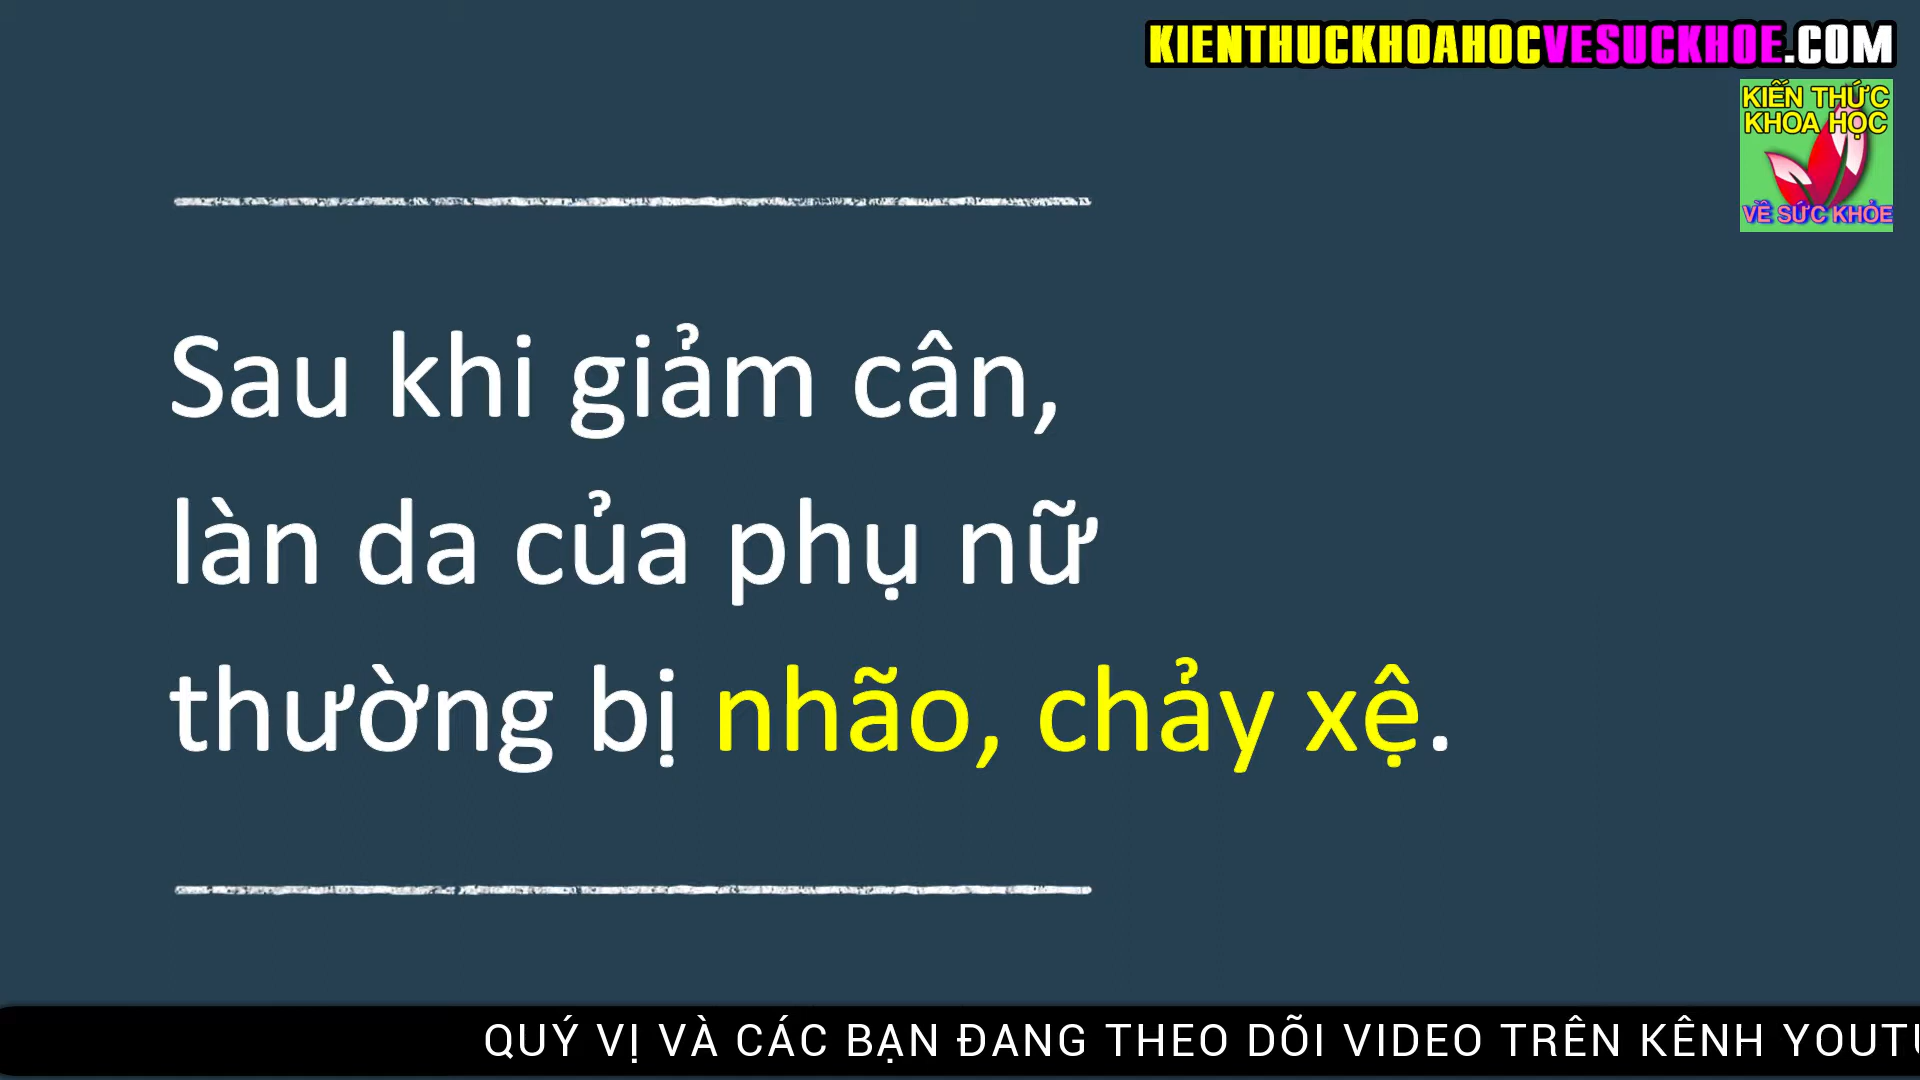 KIENTHUCKHOAHOCVESUCKHOE.COM
KIẾN THỨC
KHOA HỌC
VỀ SỨC KHỎE
Sau khi giảm cân,
làn da của phụ nữ
thường bị nhão, chảy xệ.
QUÝ VỊ VÀ CÁC BẠN ĐANG THEO DÕI VIDEO TRÊN KÊNH YOUTU